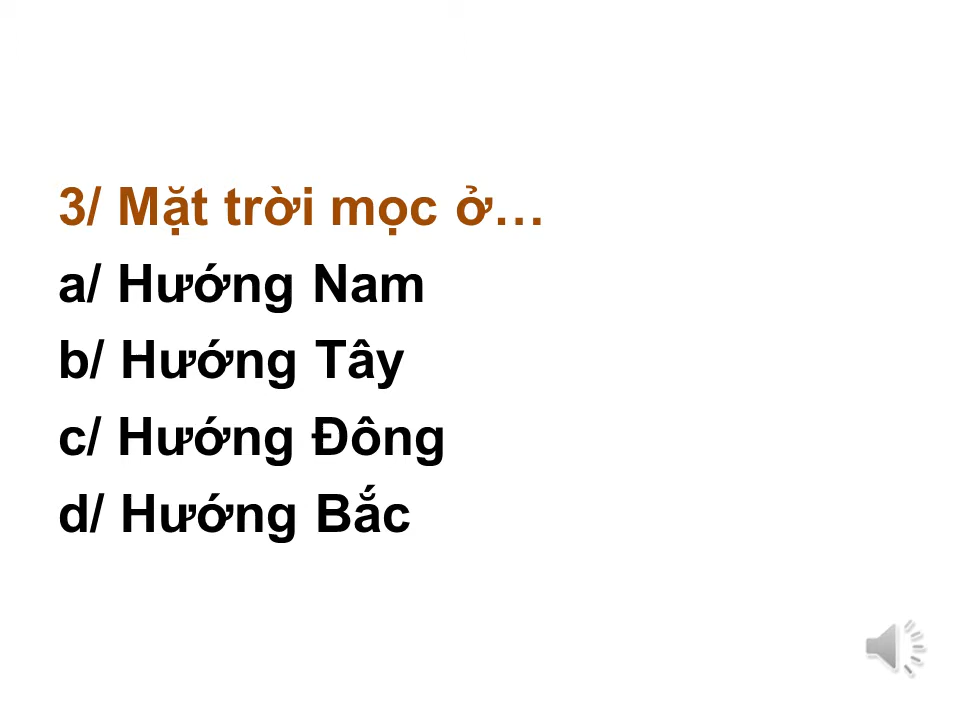 3/ Mặt trời mọc ở…
a/ Hướng Nam
b/ Hướng Tây
c/ Hướng Đông
d/ Hướng Bắc